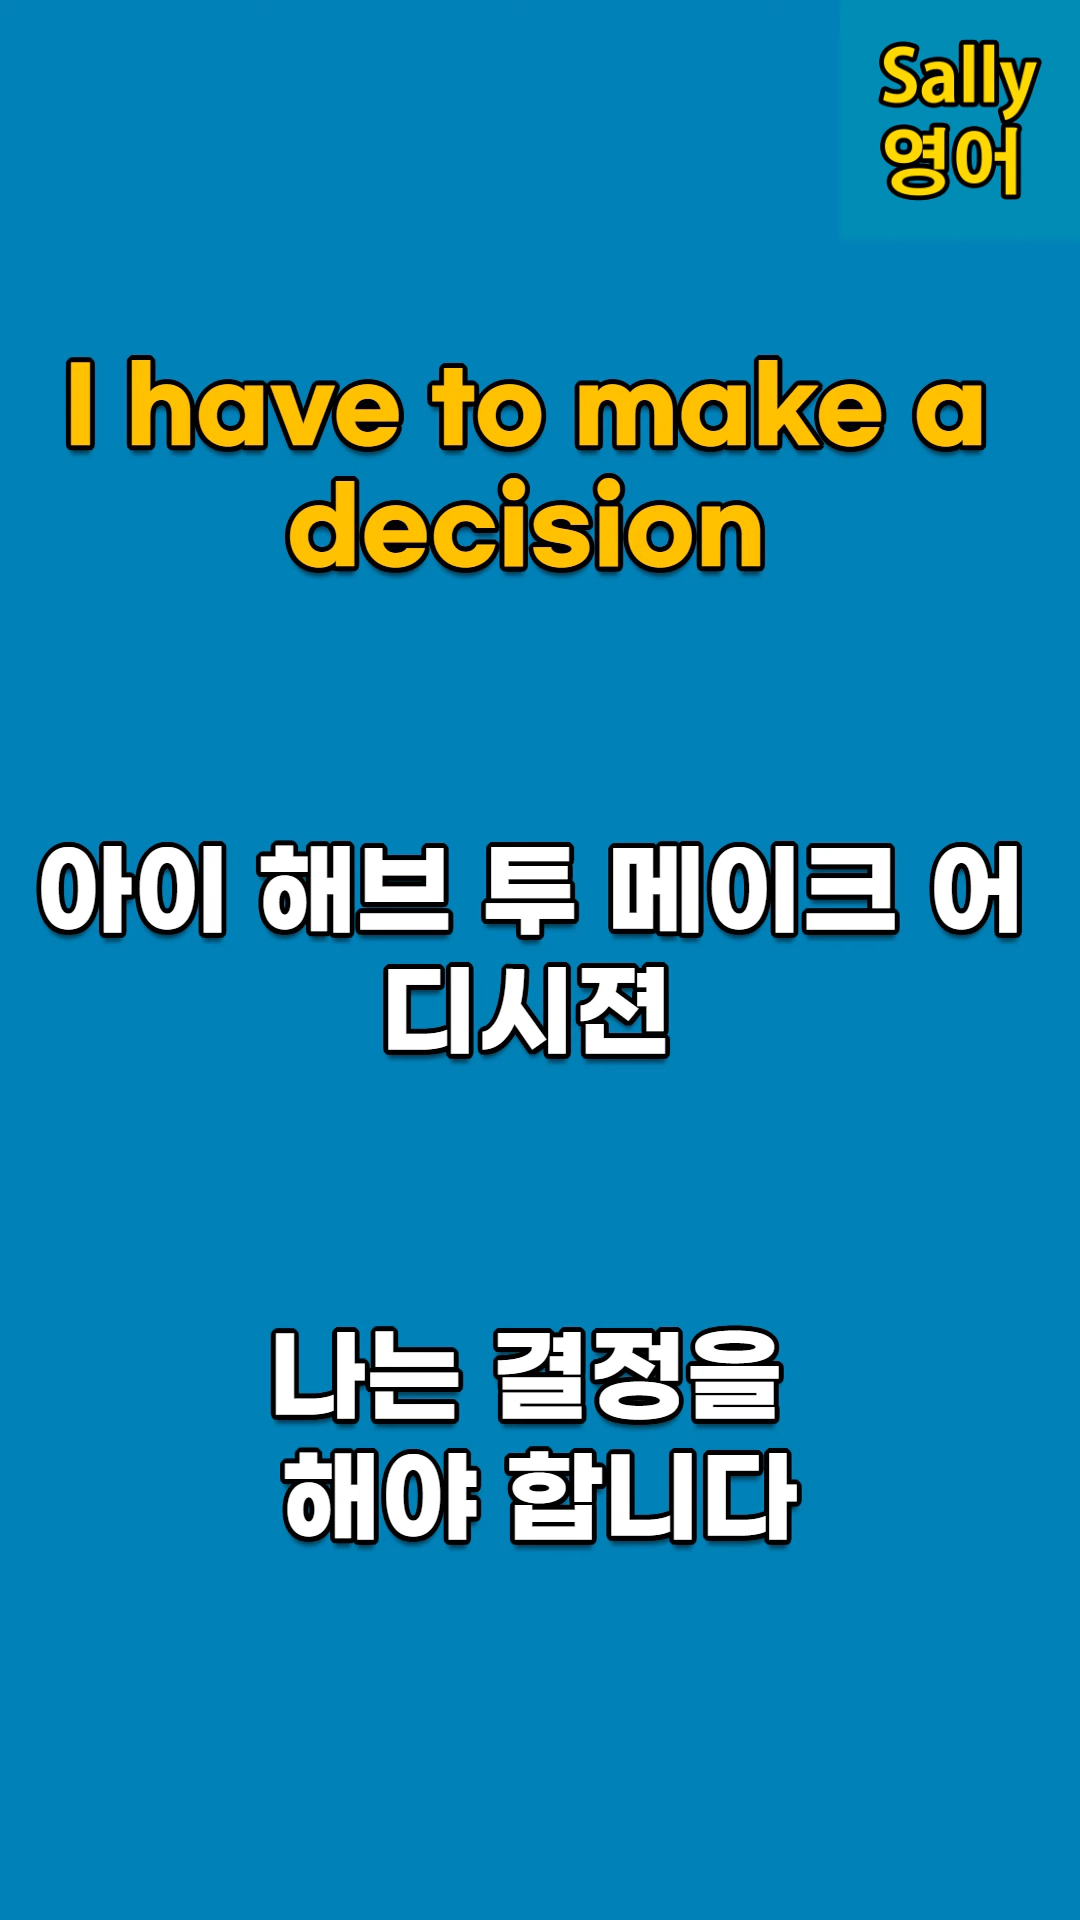 Sally
영어
I have to make a
decision
아이 해브 투 메이크 어
디시젼
나는 결정을
해야 합니다